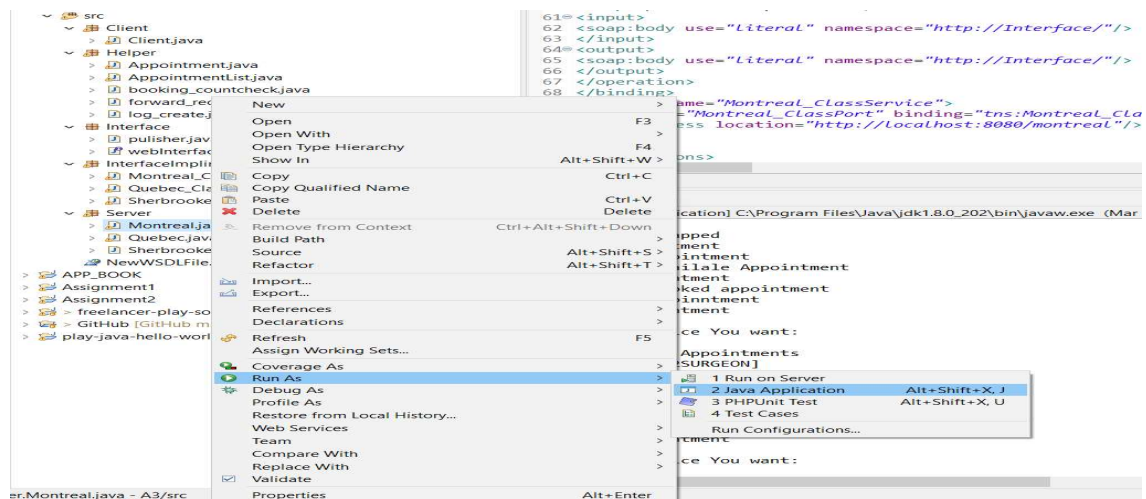 src
Client
Client.java
Helper
Appointment.java
AppointmentList.java
booking_countcheck.java
forward_rec
log_create.j
Interface
pulisher.jav
webInterfac
InterfaceImplir
Montreal_C
Quebec_Cla
Sherbrooke
Server
Montreal.ja
Quebec.java
Sherbrooke
NewWSDLFile.
APP_BOOK
Assignment1
Assignment2
> freelancer-play-so
> GitHub [GitHub m
play-java-hello-worl
er.Montreal.java - A3/src
New
Open F3
Open With
Open Type Hierarchy F4
Show In Alt+Shift+W >
Copy Ctrl+C
Copy Qualified Name
Paste Ctrl+V
Delete Delete
Remove from Context Ctrl+Alt+Shift+Down
Build Path
Source Alt+Shift+S >
Refactor Alt+Shift+T >
Import...
Export...
References
Declarations
Refresh F5
Assign Working Sets...
Coverage As
Run As
Debug As
Profile As
Restore from Local History...
Web Services
Team
Compare With
Replace With
Validate
Properties Alt+Enter
1 Run on Server
2 Java Application Alt+Shift+X, J
3 PHPUnit Test Alt+Shift+X, U
4 Test Cases
Run Configurations...
61 <input>
62 <soap:body use="literal" namespace="http://Interface/"/>
63 </input>
64 <output>
65 <soap:body use="literal" namespace="http://Interface/"/>
66 </output>
67 </operation>
68 </binding>
ame="Montreal_ClassService">
="Montreal_ClassPort" binding="tns:Montreal_Cla
ess location="http://localhost:8080/montreal"/>
ons>
ication] C:\Program Files\Java\jdk1.8.0_202\bin\javaw.exe (Mar
pped
tment
ointment
ilale Appointment
tment
ked appointment
oinntment
tment
ce You want:
Appointments
SURGEON]
tment
ce You want: